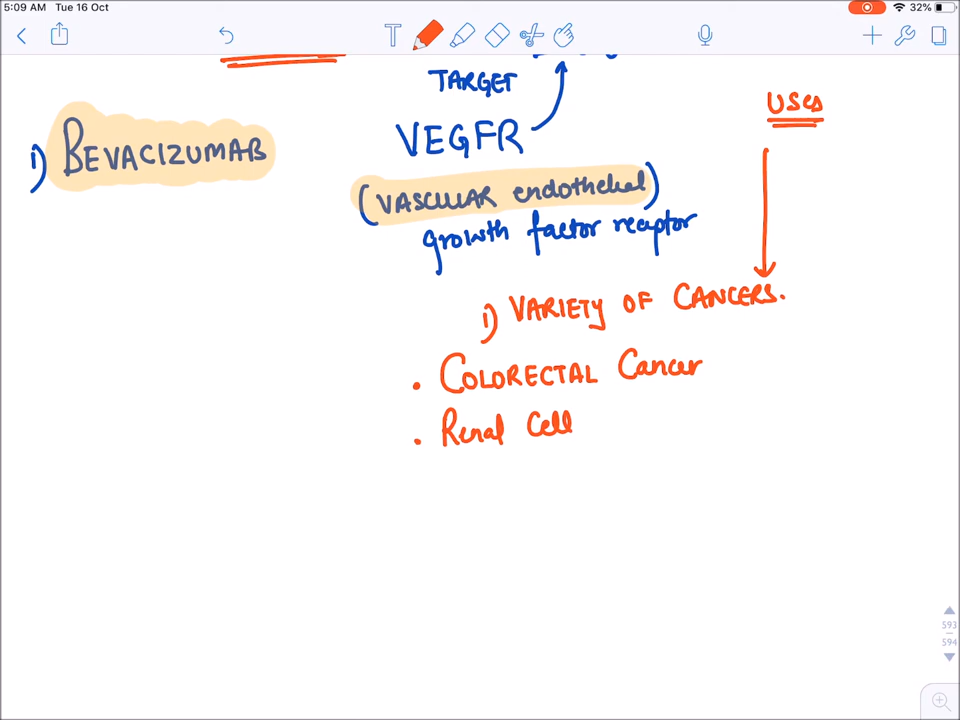 5:09 AM Tue 16 Oct
32%
T
TARGET
USES
1) BEVACIZUMAB
VEGFR
(VASCULAR endothelial)
growth factor receptor
1) VARIETY OF CANCERS.
. COLORECTAL Cancer
. Renal Cell
593
594